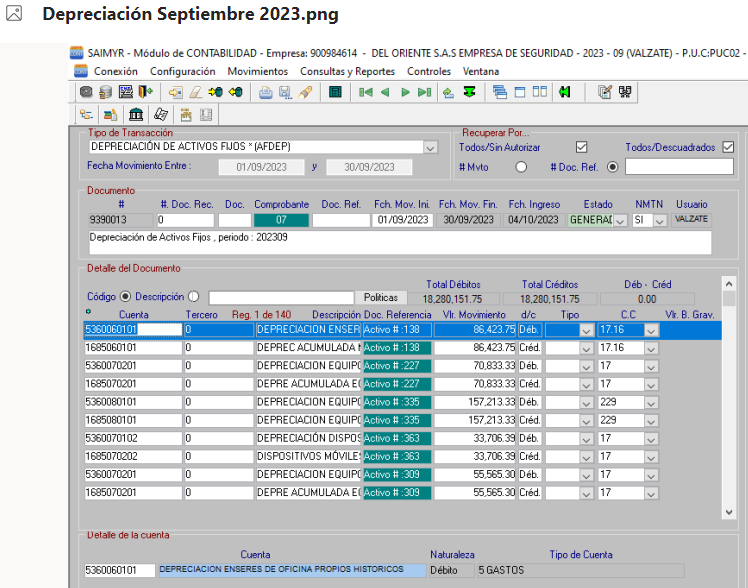 Depreciación Septiembre 2023.png
SAIMYR - Módulo de CONTABILIDAD - Empresa: 900984614 - DEL ORIENTE S.A.S EMPRESA DE SEGURIDAD - 2023 - 09 (VALZATE) - P.U.C:PUC02 -
Conexión Configuración Movimientos Consultas y Reportes Controles Ventana
Tipo de Transacción Recuperar Por...
DEPRECIACIÓN DE ACTIVOS FIJOS * (AFDEP) Todos/Sin Autorizar Todos/Descuadrados
Fecha Movimiento Entre : 01/09/2023 y 30/09/2023 # Mvto # Doc. Ref.
Documento
# #. Doc. Rec. Doc. Comprobante Doc. Ref. Fch. Mov. Ini. Fch. Mov. Fin. Fch. Ingreso Estado NMTN Usuario
9390013 0 07 01/09/2023 30/09/2023 04/10/2023 GENERAD SI VALZATE
Depreciación de Activos Fijos , periodo : 202309
Detalle del Documento
Total Débitos Total Créditos Déb - Créd
Código Descripción Politicas 18,280,151.75 18,280,151.75 0.00
Cuenta Tercero Reg. 1 de 140 Descripción Doc. Referencia Vlr. Movimiento d/c Tipo C.C Vlr. B. Grav.
5360060101 0 DEPRECIACION ENSER Activo # :138 86,423.75 Déb. 17.16
1685060101 0 DEPREC ACUMULADA Activo # :138 86,423.75 Créd. 17.16
5360070201 0 DEPRECIACION EQUIPO Activo # :227 70,833.33 Déb. 17
1685070201 0 DEPRE ACUMULADA E Activo # :227 70,833.33 Créd. 17
5360080101 0 DEPRECIACION EQUIPO Activo # :335 157,213.33 Déb. 229
1685080101 0 DEPRECIACION EQUIPO Activo # :335 157,213.33 Créd. 229
5360070102 0 DEPRECIACIÓN DISPOS Activo # :363 33,706.39 Déb. 17
1685070202 0 DISPOSITIVOS MÓVILES Activo # :363 33,706.39 Créd. 17
5360070201 0 DEPRECIACION EQUIPO Activo # :309 55,565.30 Déb. 17
1685070201 0 DEPRE ACUMULADA E Activo # :309 55,565.30 Créd. 17
Detalle de la cuenta
Cuenta Naturaleza Tipo de Cuenta
5360060101 DEPRECIACION ENSERES DE OFICINA PROPIOS HISTORICOS Débito 5 GASTOS